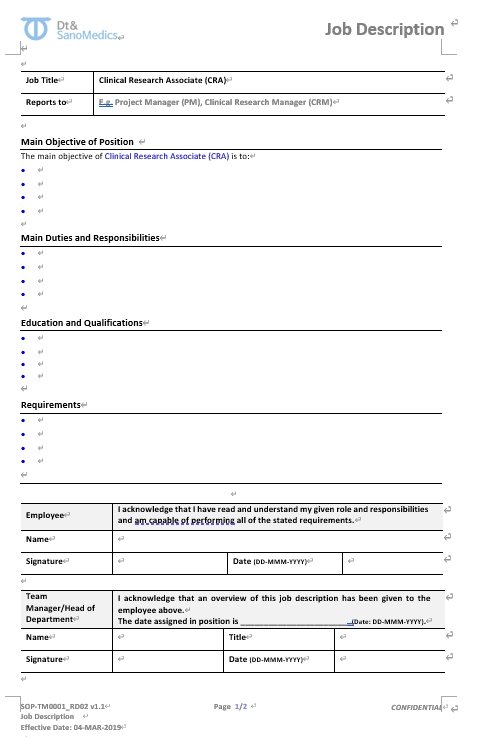 Dt&
SanoMedics
Job Description
Job Title Clinical Research Associate (CRA)
Reports to E.g. Project Manager (PM), Clinical Research Manager (CRM)
Main Objective of Position
The main objective of Clinical Research Associate (CRA) is to:
Main Duties and Responsibilities
Education and Qualifications
Requirements
Employee
I acknowledge that I have read and understand my given role and responsibilities
and am capable of performing all of the stated requirements.
Name
Signature Date (DD-MMM-YYYY)
Team
Manager/Head of
Department
I acknowledge that an overview of this job description has been given to the
employee above.
The date assigned in position is ________________________(Date: DD-MMM-YYYY).
Name Title
Signature Date (DD-MMM-YYYY)
SOP-TM0001_RD02 v1.1 Page 1/2 CONFIDENTIAL
Job Description
Effective Date: 04-MAR-2019